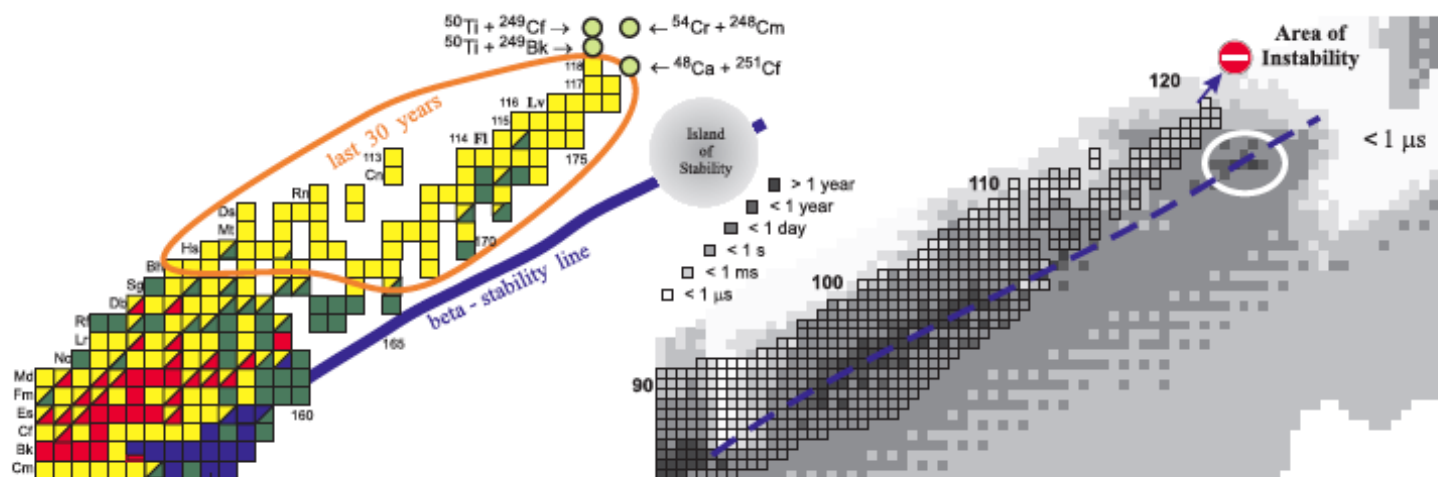 ⁵⁰Ti + ²⁴⁹Cf →
← ⁵⁴Cr + ²⁴⁸Cm
⁵⁰Ti + ²⁴⁹Bk →
← ⁴⁸Ca + ²⁵¹Cf
118
117
116 Lv
115
114 Fl
175
113
Cn
Rn
Ds
Mt
Hs
170
Bh
Sg
Db
Rf
Lr
No
165
Md
Fm
160
Es
Cf
Bk
Cm
last 30 years
beta - stability line
Island
of
Stability
> 1 year
< 1 year
< 1 day
< 1 s
< 1 ms
< 1 μs
Area of
Instability
120
< 1 μs
110
100
90